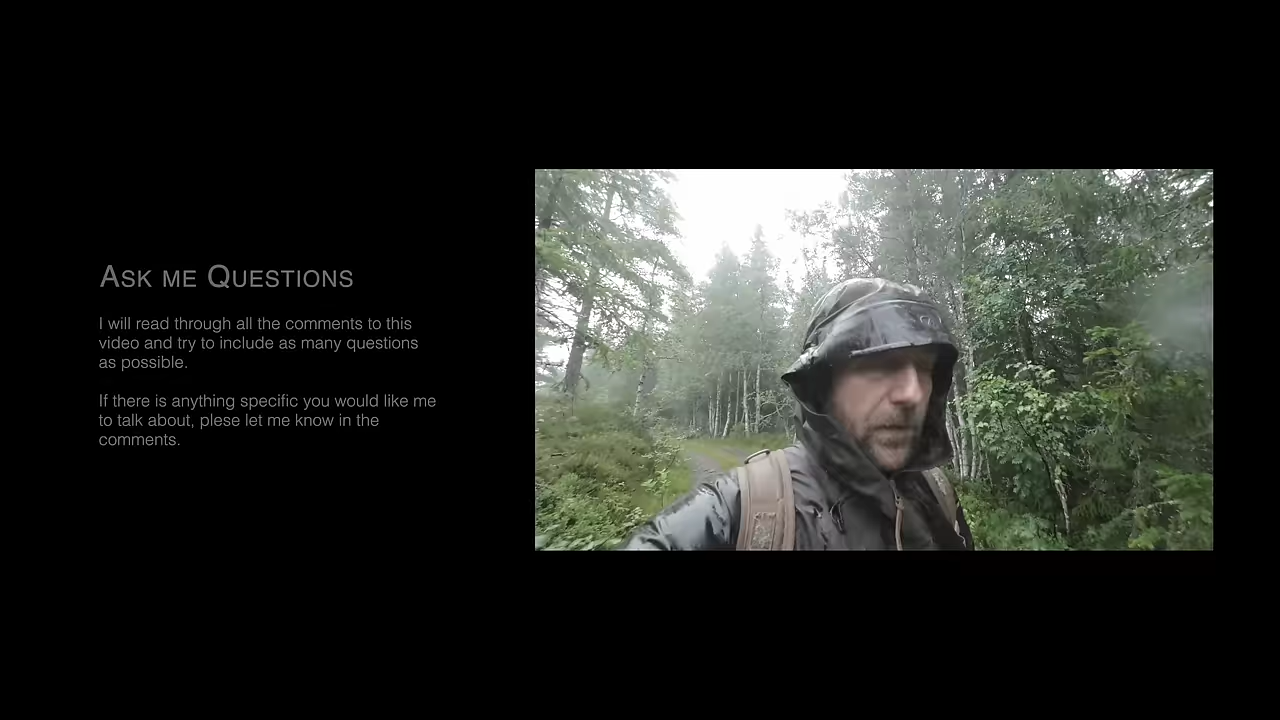 Ask me Questions
I will read through all the comments to this
video and try to include as many questions
as possible.
If there is anything specific you would like me
to talk about, plese let me know in the
comments.